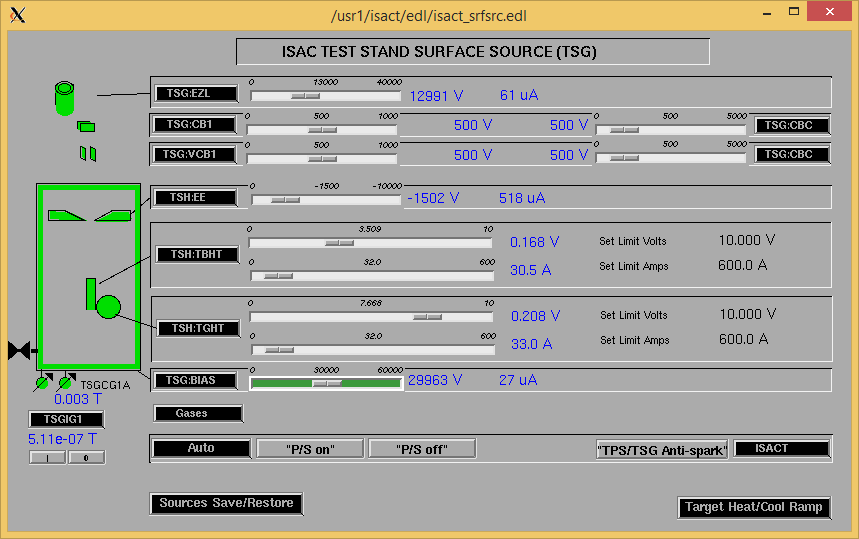 /usr1/isact/edl/isact_srfsrc.edl
ISAC TEST STAND SURFACE SOURCE (TSG)
0 13000 40000
TSG:EZL 12991 V 61 uA
0 500 1000 0 500 5000
TSG:CB1 500 V 500 V TSG:CBC
0 500 1000 0 500 5000
TSG:VCB1 500 V 500 V TSG:CBC
0 -1500 -10000
TSH:EE -1502 V 518 uA
0 3.509 10
0.168 V Set Limit Volts 10.000 V
TSH:TBHT
0 32.0 600
30.5 A Set Limit Amps 600.0 A
0 7.668 10
0.208 V Set Limit Volts 10.000 V
TSH:TGHT
0 32.0 600
33.0 A Set Limit Amps 600.0 A
0 30000 60000
TSG:BIAS 29963 V 27 uA
TSGCG1A
0.003 T
TSGIG1
5.11e-07 T
I 0
Gases
Auto "P/S on" "P/S off" "TPS/TSG Anti-spark" ISACT
Sources Save/Restore Target Heat/Cool Ramp